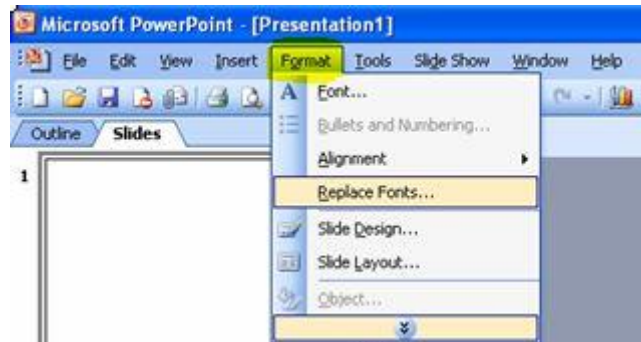 Microsoft PowerPoint - [Presentation1]
File Edit View Insert Format Tools Slide Show Window Help
A Font...
Bullets and Numbering...
Outline Slides
Alignment
1
Replace Fonts...
Slide Design...
Slide Layout...
Object...